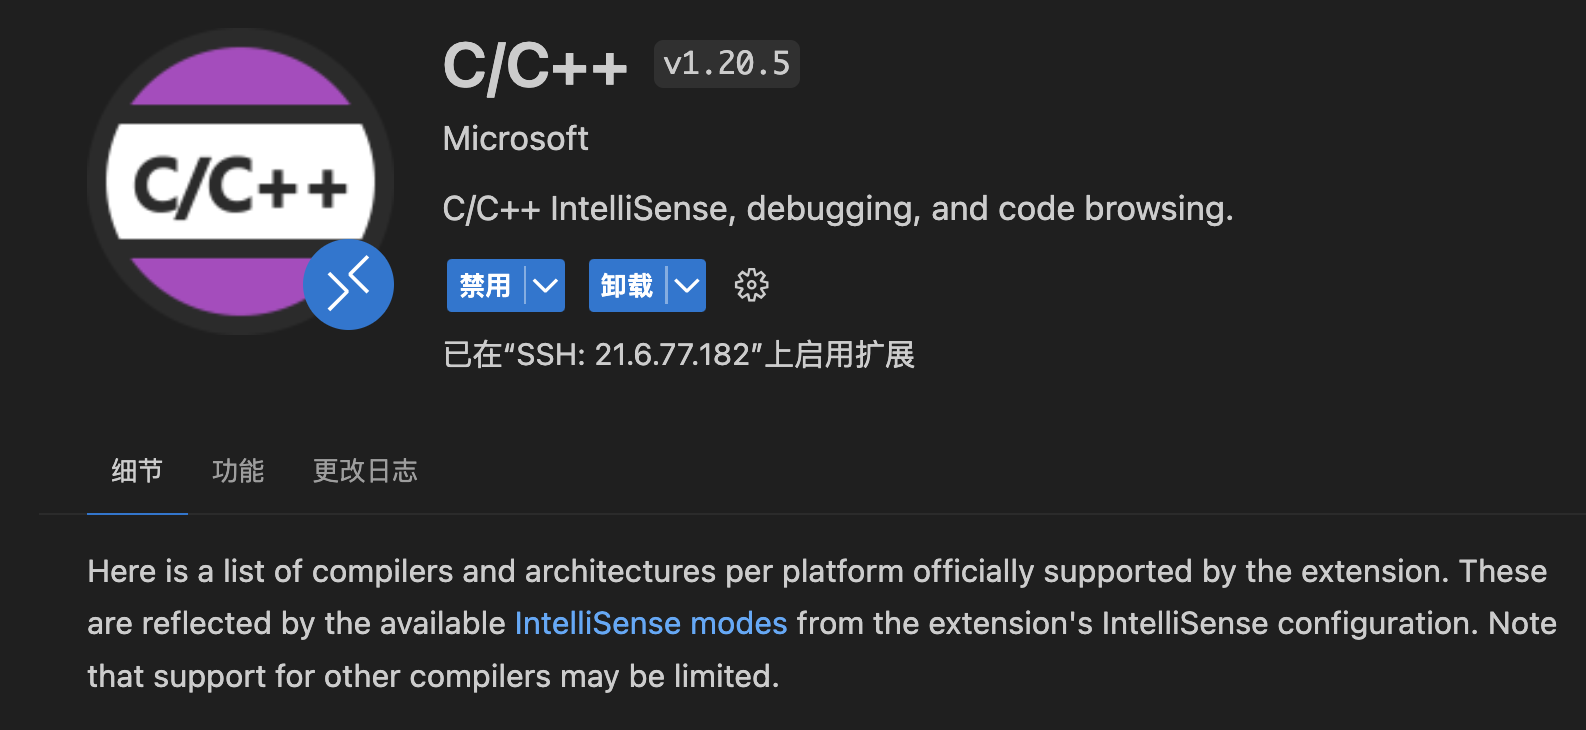 C/C++ v1.20.5
Microsoft
C/C++
C/C++ IntelliSense, debugging, and code browsing.
禁用 卸载
已在“SSH: 21.6.77.182”上启用扩展
细节 功能 更改日志
Here is a list of compilers and architectures per platform officially supported by the extension. These
are reflected by the available IntelliSense modes from the extension's IntelliSense configuration. Note
that support for other compilers may be limited.